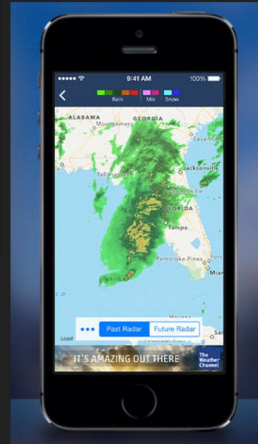 9:41 AM
100%
Rain Mix Snow
ALABAMA
GEORGIA
Montgomery
Savannah
Jacksonville
FLORIDA
Tampa
Pembroke Pines
Legal
Past Radar Future Radar
IT'S AMAZING OUT THERE
The
Weather
Channel